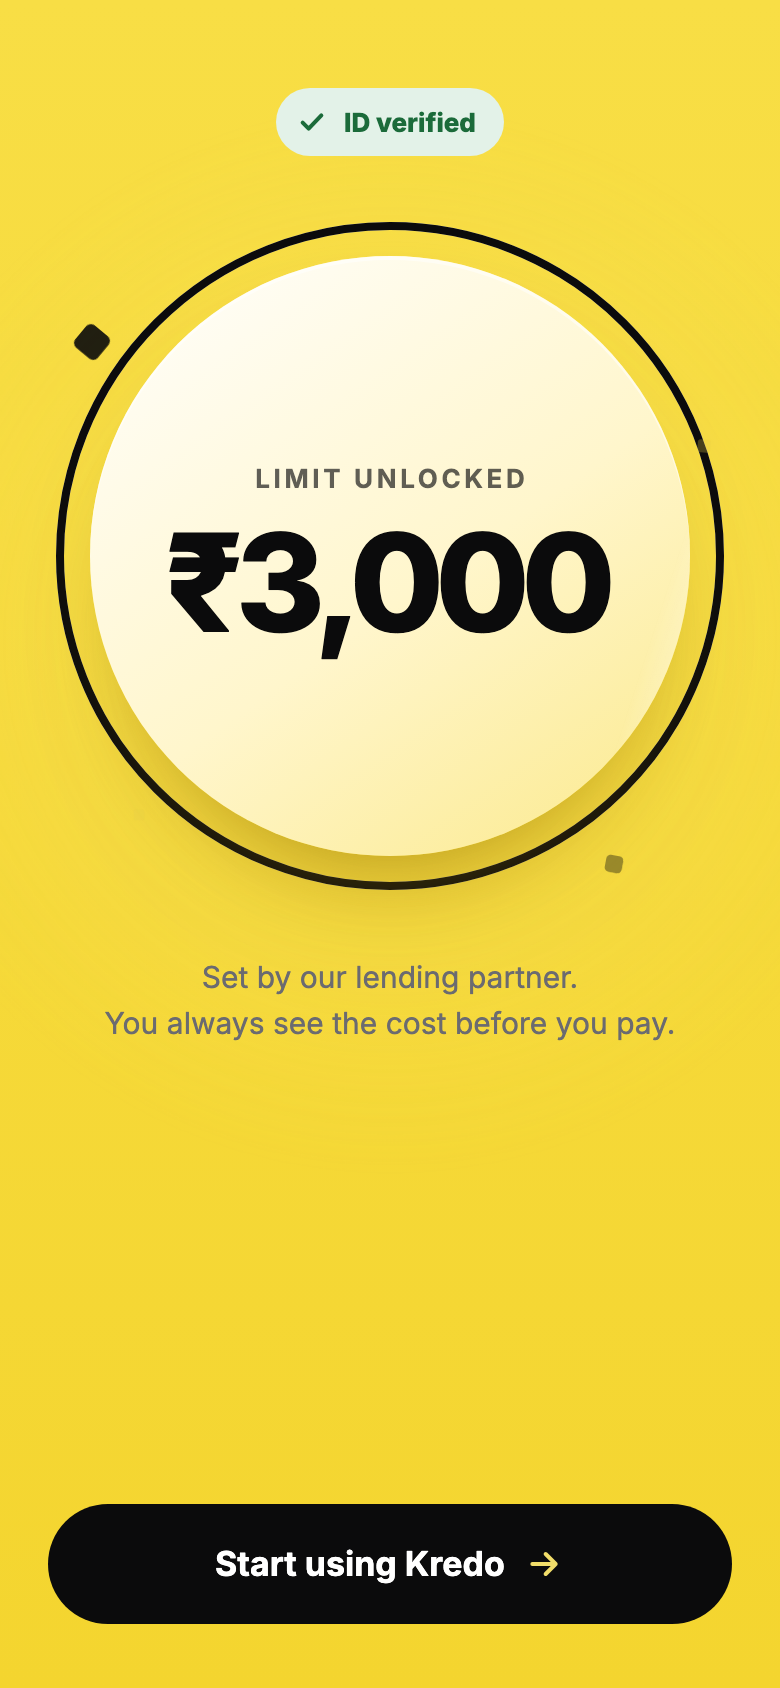 ID verified
LIMIT UNLOCKED
₹3,000
Set by our lending partner.
You always see the cost before you pay.
Start using Kredo